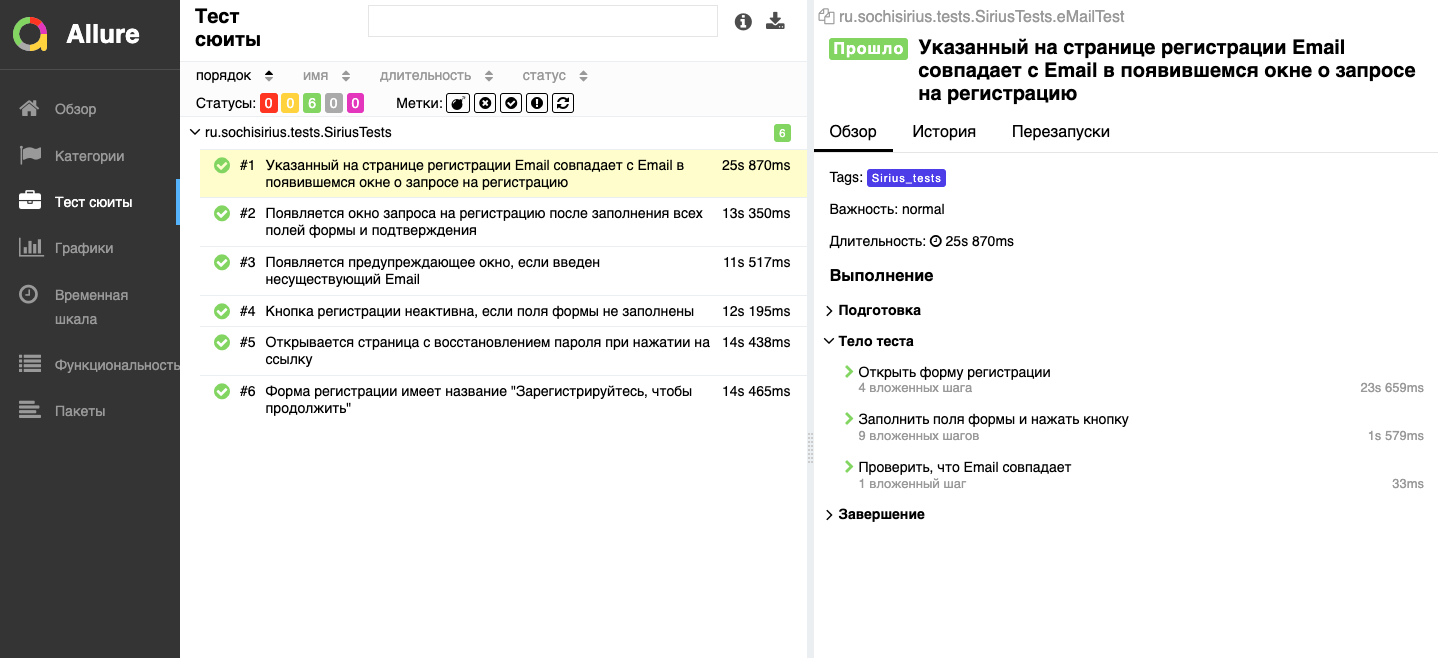 Allure
Обзор
Категории
Тест сюиты
Графики
Временная
шкала
Функциональность
Пакеты
Тест
сюиты
порядок имя длительность статус
Статусы: 0 0 6 0 0 Метки:
ru.sochisirius.tests.SiriusTests 6
#1 Указанный на странице регистрации Email совпадает с Email в 25s 870ms
появившемся окне о запросе на регистрацию
#2 Появляется окно запроса на регистрацию после заполнения всех 13s 350ms
полей формы и подтверждения
#3 Появляется предупреждающее окно, если введен 11s 517ms
несуществующий Email
#4 Кнопка регистрации неактивна, если поля формы не заполнены 12s 195ms
#5 Открывается страница с восстановлением пароля при нажатии на 14s 438ms
ссылку
#6 Форма регистрации имеет название "Зарегистрируйтесь, чтобы 14s 465ms
продолжить"
ru.sochisirius.tests.SiriusTests.eMailTest
Прошло Указанный на странице регистрации Email
совпадает с Email в появившемся окне о запросе
на регистрацию
Обзор История Перезапуски
Tags: Sirius_tests
Важность: normal
Длительность: 25s 870ms
Выполнение
Подготовка
Тело теста
Открыть форму регистрации
4 вложенных шага 23s 659ms
Заполнить поля формы и нажать кнопку
9 вложенных шагов 1s 579ms
Проверить, что Email совпадает
1 вложенный шаг 33ms
Завершение